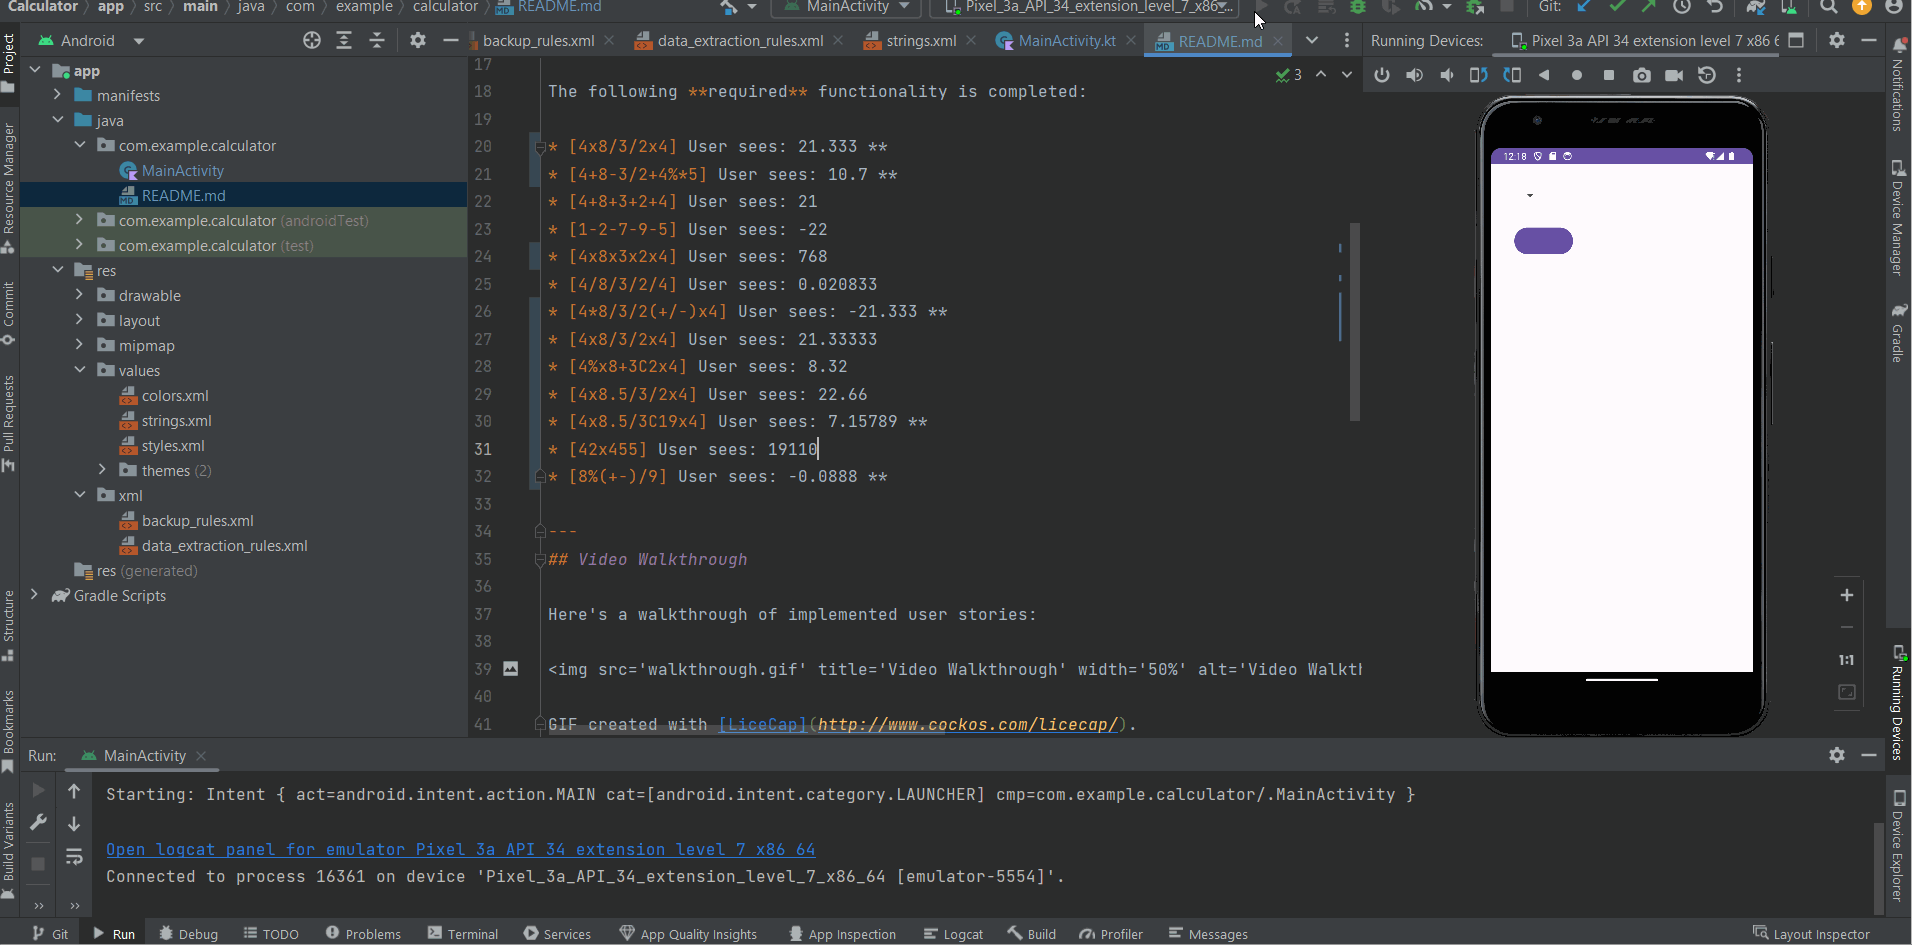 Calculator app src main java com example calculator README.md MainActivity Pixel_3a_API_34_extension_level_7_x86_... Git:
Android backup_rules.xml data_extraction_rules.xml strings.xml MainActivity.kt README.md Running Devices: Pixel 3a API 34 extension level 7 x86 6
Project
Resource Manager
Commit
Pull Requests
Structure
Bookmarks
Build Variants
app
manifests
java
com.example.calculator
MainActivity
README.md
com.example.calculator (androidTest)
com.example.calculator (test)
res
drawable
layout
mipmap
values
colors.xml
strings.xml
styles.xml
themes (2)
xml
backup_rules.xml
data_extraction_rules.xml
res (generated)
Gradle Scripts
3
17
18 The following **required** functionality is completed:
19
20 * [4x8/3/2x4] User sees: 21.333 **
21 * [4+8-3/2+4%*5] User sees: 10.7 **
22 * [4+8+3+2+4] User sees: 21
23 * [1-2-7-9-5] User sees: -22
24 * [4x8x3x2x4] User sees: 768
25 * [4/8/3/2/4] User sees: 0.020833
26 * [4*8/3/2(+/-)x4] User sees: -21.333 **
27 * [4x8/3/2x4] User sees: 21.33333
28 * [4%x8+3C2x4] User sees: 8.32
29 * [4x8.5/3/2x4] User sees: 22.66
30 * [4x8.5/3C19x4] User sees: 7.15789 **
31 * [42x455] User sees: 19110
32 * [8%(+-)/9] User sees: -0.0888 **
33
34 ---
35 ## Video Walkthrough
36
37 Here's a walkthrough of implemented user stories:
38
39 <img src='walkthrough.gif' title='Video Walkthrough' width='50%' alt='Video Walkt
40
41 GIF created with [LiceCap](http://www.cockos.com/licecap/).
12:18
1:1
Notifications
Device Manager
Gradle
Running Devices
Device Explorer
Run: MainActivity
Starting: Intent { act=android.intent.action.MAIN cat=[android.intent.category.LAUNCHER] cmp=com.example.calculator/.MainActivity }
Open logcat panel for emulator Pixel 3a API 34 extension level 7 x86 64
Connected to process 16361 on device 'Pixel_3a_API_34_extension_level_7_x86_64 [emulator-5554]'.
Git Run Debug TODO Problems Terminal Services App Quality Insights App Inspection Logcat Build Profiler Messages Layout Inspector